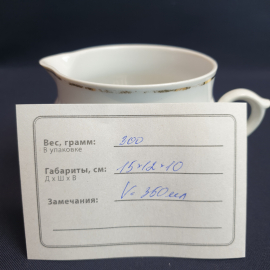 Вес, грамм: 200
В упаковке
Габариты, см: 15*12*10
Д х Ш х В
Замечания: V- 350 мл